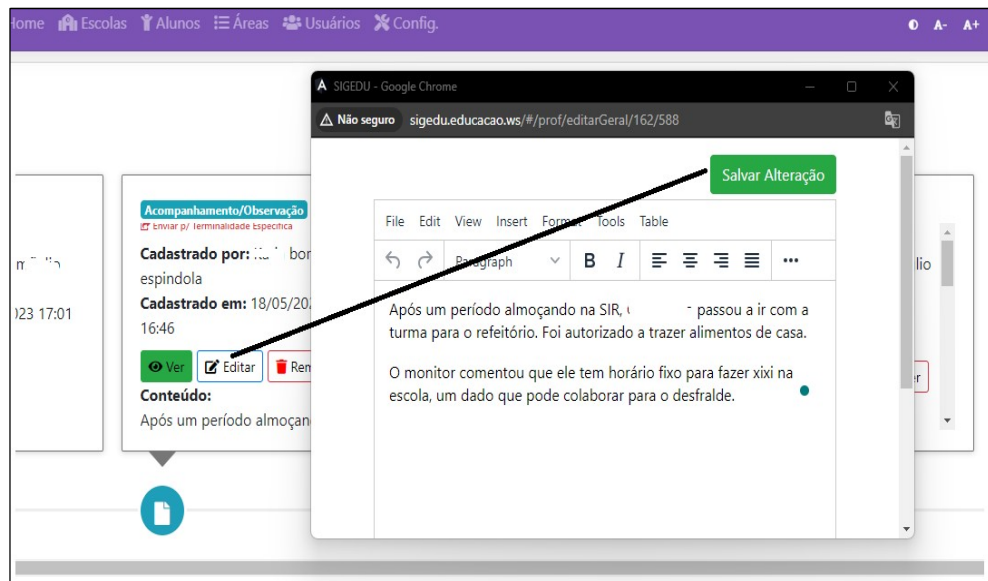 Home Escolas Alunos Áreas Usuários Config. A- A+
SIGEDU - Google Chrome
Não seguro sigedu.educacao.ws/#/prof/editarGeral/162/588
Salvar Alteração
File Edit View Insert Format Tools Table
Paragraph B I
Após um período almoçando na SIR, passou a ir com a
turma para o refeitório. Foi autorizado a trazer alimentos de casa.
O monitor comentou que ele tem horário fixo para fazer xixi na
escola, um dado que pode colaborar para o desfralde.
023 17:01
Acompanhamento/Observação
Enviar p/ Terminalidade Especifica
Cadastrado por: bor
espindola
Cadastrado em: 18/05/20
16:46
Ver Editar Rem
Conteúdo:
Após um período almoçan
lio
er